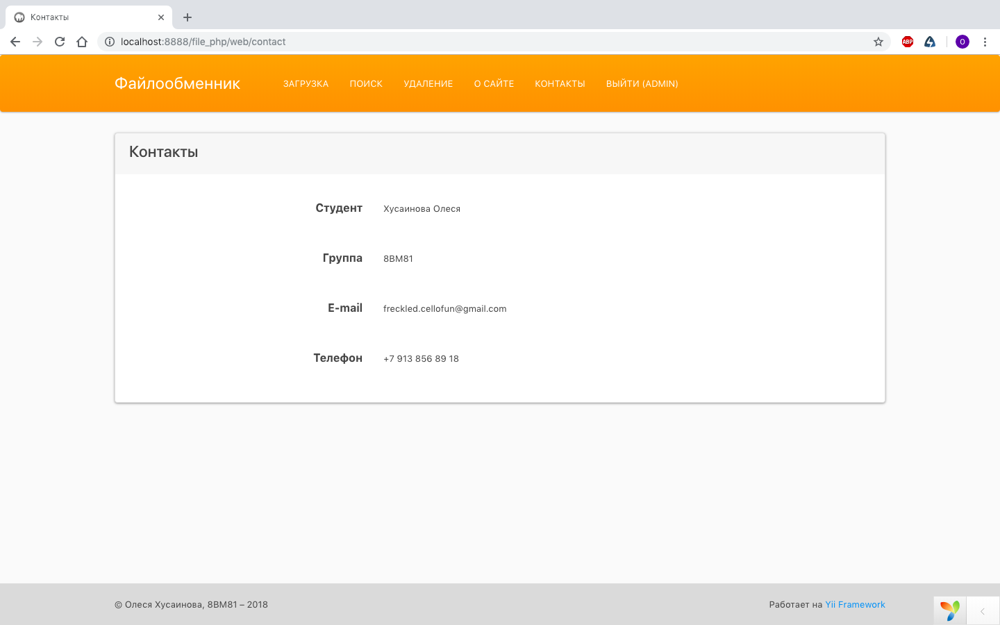 Контакты
localhost:8888/file_php/web/contact
ABP
O
Файлообменник ЗАГРУЗКА ПОИСК УДАЛЕНИЕ О САЙТЕ КОНТАКТЫ ВЫЙТИ (ADMIN)
Контакты
Студент Хусаинова Олеся
Группа 8ВМ81
E-mail freckled.cellofun@gmail.com
Телефон +7 913 856 89 18
© Олеся Хусаинова, 8ВМ81 – 2018 Работает на Yii Framework